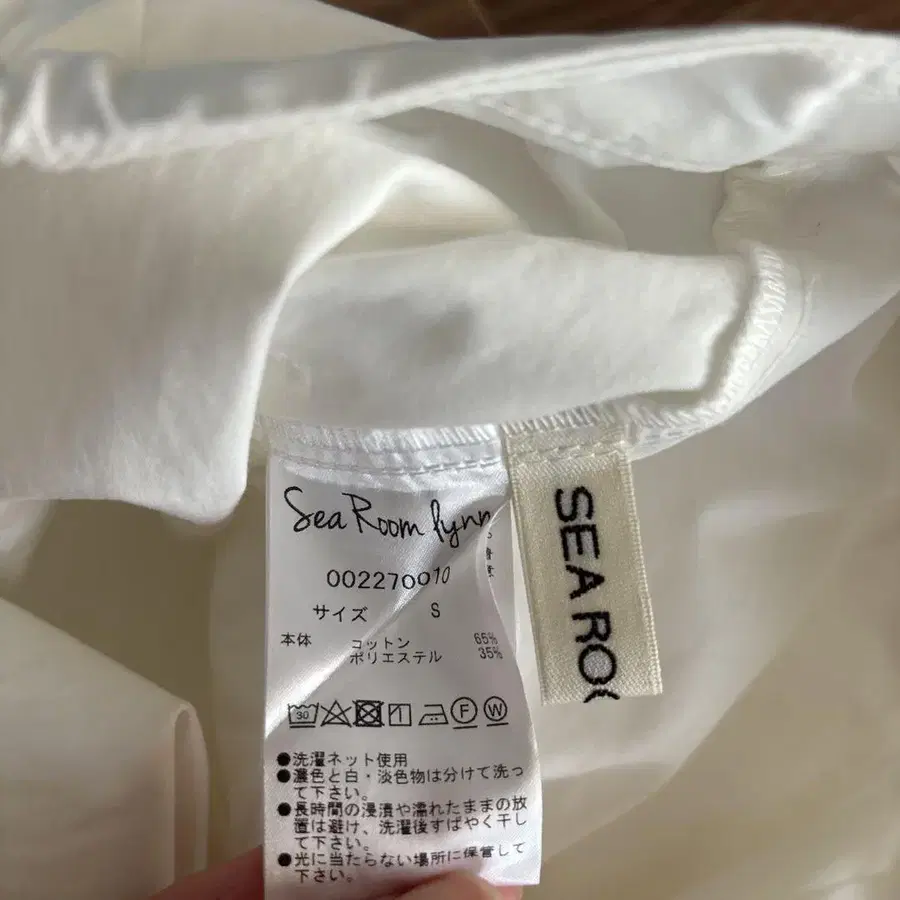 Sea Room lynn
002270010
サイズ S
本体 コットン 65%
ポリエステル 35%
30 F W
●洗濯ネット使用
●濃色と白・淡色物は分けて洗っ
て下さい。
●長時間の浸漬や濡れたままの放
置は避け、洗濯後すばやく干し
て下さい。
●光に当たらない場所に保管して
下さい。
SEA ROO